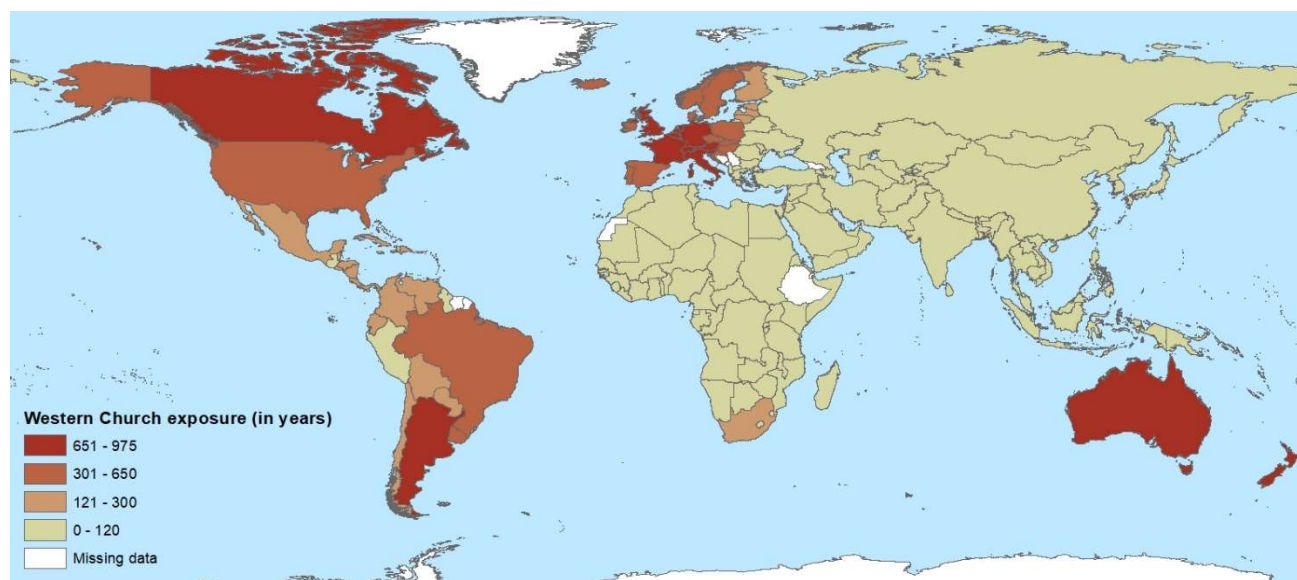 Western Church exposure (in years)
651 - 975
301 - 650
121 - 300
0 - 120
Missing data